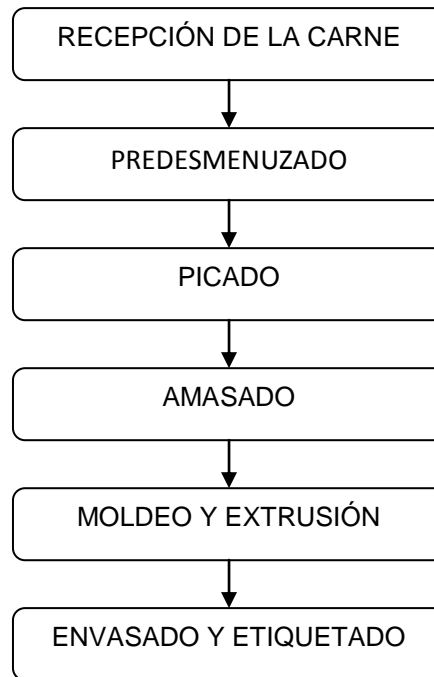 RECEPCIÓN DE LA CARNE
PREDESMENUZADO
PICADO
AMASADO
MOLDEO Y EXTRUSIÓN
ENVASADO Y ETIQUETADO